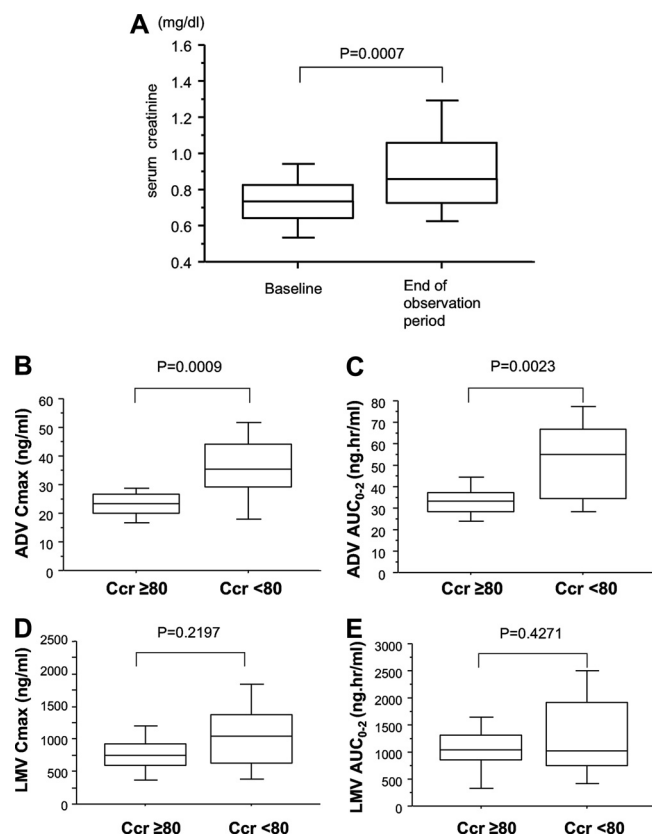 A (mg/dl)
P=0.0007
serum creatinine
1.6
1.4
1.2
1.0
0.8
0.6
0.4
Baseline
End of
observation
period
B
P=0.0009
ADV Cmax (ng/ml)
60
50
40
30
20
10
0
Ccr ≥80
Ccr <80
C
P=0.0023
ADV AUC0-2 (ng.hr/ml)
80
70
60
50
40
30
20
10
0
Ccr ≥80
Ccr <80
D
P=0.2197
LMV Cmax (ng/ml)
2500
2000
1500
1000
500
0
Ccr ≥80
Ccr <80
E
P=0.4271
LMV AUC0-2 (ng.hr/ml)
3000
2500
2000
1500
1000
500
0
Ccr ≥80
Ccr <80